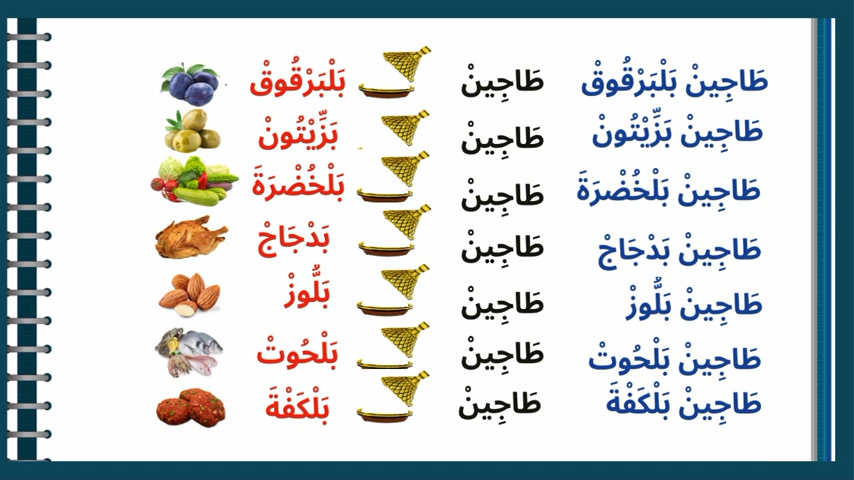 طَاجِينْ بَلْبَرْقُوقْ طَاجِينْ بَلْبَرْقُوقْ
طَاجِينْ بَزِّيْتُونْ طَاجِينْ بَزِّيْتُونْ
طَاجِينْ بَلْخُضْرَةَ طَاجِينْ بَلْخُضْرَةَ
طَاجِينْ بَدْجَاجْ طَاجِينْ بَدْجَاجْ
طَاجِينْ بَلُّوزْ طَاجِينْ بَلُّوزْ
طَاجِينْ بَلْحُوتْ طَاجِينْ بَلْحُوتْ
طَاجِينْ بَلْكَفْةَ طَاجِينْ بَلْكَفْةَ